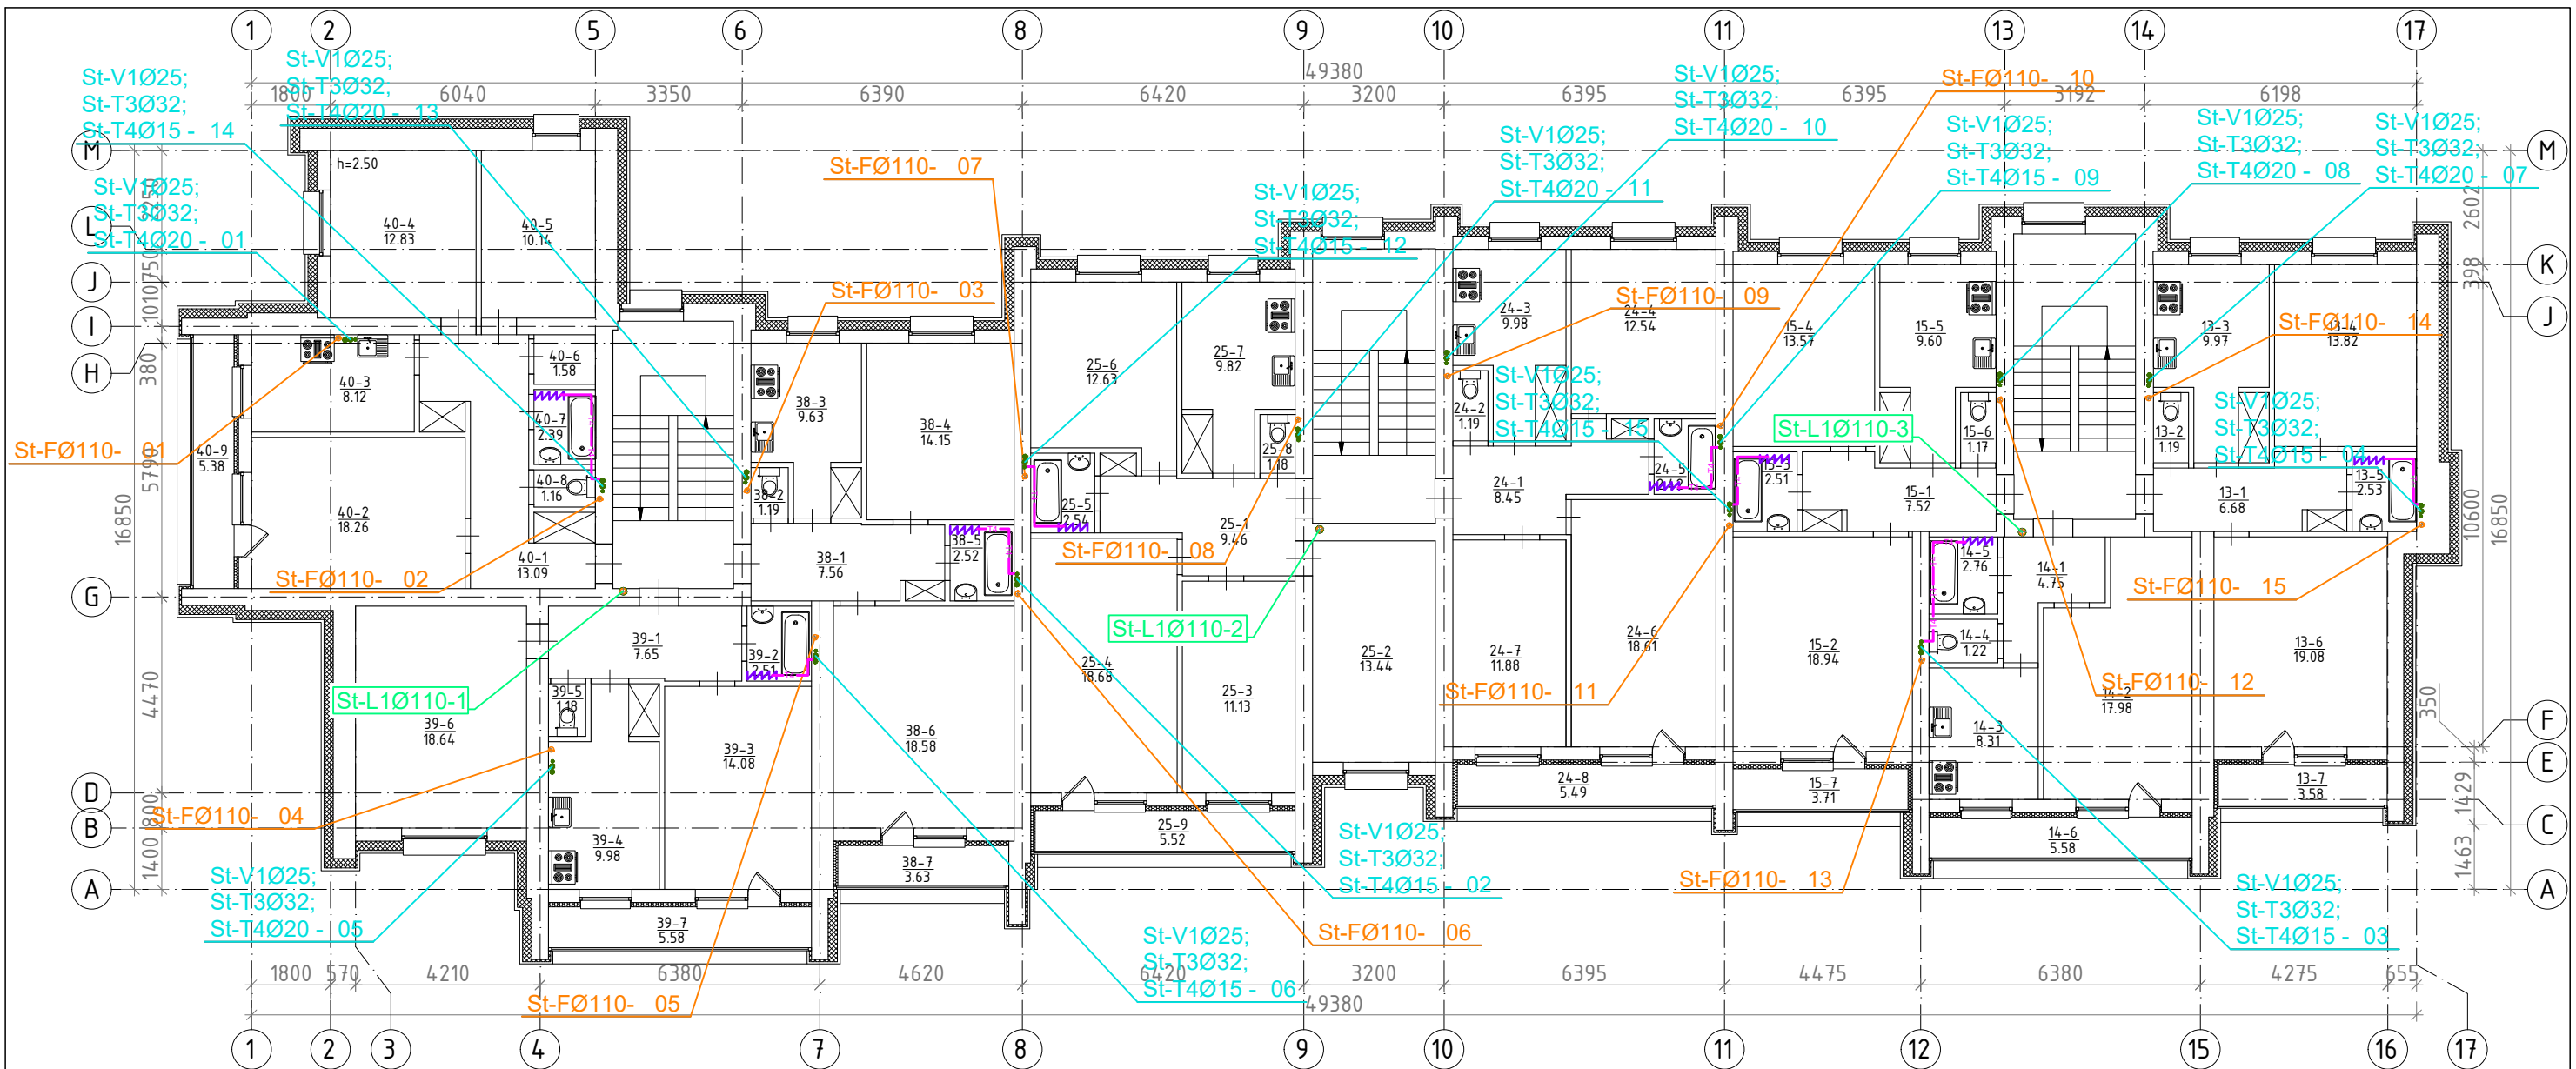 1 2 5 6 8 9 10 11 13 14 17
49380
1800 6040 3350 6390 6420 3200 6395 6395 3192 6198
St-V1Ø25;
St-T3Ø32;
St-T4Ø15 - 14
St-V1Ø25;
St-T3Ø32;
St-T4Ø20 - 13
St-V1Ø25;
St-T3Ø32;
St-T4Ø20 - 01
St-FØ110- 07
St-FØ110- 03
St-V1Ø25;
St-T3Ø32;
St-T4Ø15 - 12
St-V1Ø25;
St-T3Ø32;
St-T4Ø20 - 11
St-V1Ø25;
St-T3Ø32;
St-T4Ø20 - 10
St-FØ110- 10
St-V1Ø25;
St-T3Ø32;
St-T4Ø15 - 09
St-V1Ø25;
St-T3Ø32;
St-T4Ø20 - 08
St-V1Ø25;
St-T3Ø32;
St-T4Ø20 - 07
St-FØ110- 09
St-FØ110- 14
St-V1Ø25;
St-T3Ø32;
St-T4Ø15 - 15
St-V1Ø25;
St-T3Ø32;
St-T4Ø15 - 04
St-L1Ø110-3
St-FØ110- 01
St-FØ110- 02
St-FØ110- 08
St-FØ110- 15
St-L1Ø110-2
St-L1Ø110-1
St-FØ110- 11
St-FØ110- 12
St-FØ110- 04
St-FØ110- 13
St-V1Ø25;
St-T3Ø32;
St-T4Ø20 - 05
St-V1Ø25;
St-T3Ø32;
St-T4Ø15 - 02
St-V1Ø25;
St-T3Ø32;
St-T4Ø15 - 03
St-FØ110- 06
St-V1Ø25;
St-T3Ø32;
St-T4Ø15 - 06
St-FØ110- 05
M
L
J
I
H
G
D
B
A
M
K
J
F
E
C
A
750
1010
380
5790
16850
4470
800
1400
2602
398
10600
16850
350
1429
1463
h=2.50
40-4
12.83
40-5
10.14
40-6
1.58
40-3
8.12
40-7
2.39
40-9
5.38
40-8
1.16
40-2
18.26
40-1
13.09
38-3
9.63
38-4
14.15
38-2
1.19
38-5
2.52
38-1
7.56
39-1
7.65
39-2
2.51
39-5
1.18
39-6
18.64
39-3
14.08
38-6
18.58
39-4
9.98
38-7
3.63
39-7
5.58
25-6
12.63
25-7
9.82
25-8
1.18
25-5
2.54
25-1
9.46
25-4
18.68
25-3
11.13
25-2
13.44
25-9
5.52
24-3
9.98
24-4
12.54
24-2
1.19
24-5
24-1
8.45
24-7
11.88
24-6
18.61
24-8
5.49
15-4
13.57
15-5
9.60
15-6
1.17
15-3
2.51
15-1
7.52
15-2
18.94
15-7
3.71
13-3
9.97
13-4
13.82
13-2
1.19
13-5
2.53
13-1
6.68
14-5
2.76
14-1
4.75
14-4
1.22
14-2
17.98
14-3
8.31
13-6
19.08
13-7
3.58
14-6
5.58
1800 570 4210 6380 4620 6420 3200 6395 4475 6380 4275 655
49380
1 2 3 4 7 8 9 10 11 12 15 16 17